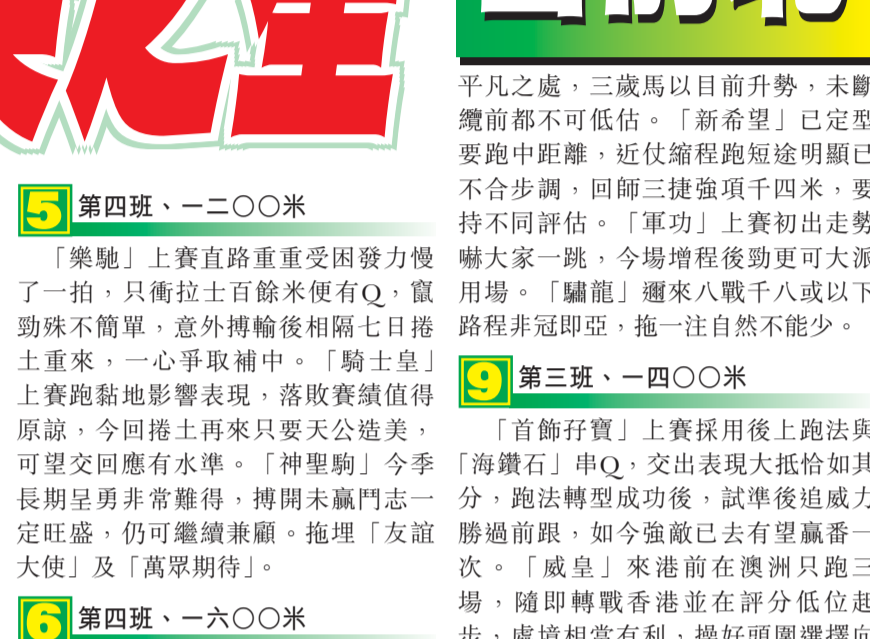 5 第四班、一二○○米
「樂馳」上賽直路重重受困發力慢
了一拍，只衝拉士百餘米便有Q，竄
勁殊不簡單，意外搏輸後相隔七日捲
土重來，一心爭取補中。「騎士皇」
上賽跑黏地影響表現，落敗賽績值得
原諒，今回捲土再來只要天公造美，
可望交回應有水準。「神聖駒」今季
長期呈勇非常難得，搏開未贏鬥志一
定旺盛，仍可繼續兼顧。拖埋「友誼
大使」及「萬眾期待」。
6 第四班、一六○○米
平凡之處，三歲馬以目前升勢，未斷
纜前都不可低估。「新希望」已定型
要跑中距離，近仗縮程跑短途明顯已
不合步調，回師三捷強項千四米，要
持不同評估。「軍功」上賽初出走勢
嚇大家一跳，今場增程後勁更可大派
用場。「驌龍」邇來八戰千八或以下
路程非冠即亞，拖一注自然不能少。
9 第三班、一四○○米
「首飾孖寶」上賽採用後上跑法與
「海鑽石」串Q，交出表現大抵恰如其
分，跑法轉型成功後，試準後追威力
勝過前跟，如今強敵已去有望贏番一
次。「威皇」來港前在澳洲只跑三
場，隨即轉戰香港並在評分低位起
步，處境相當有利，操好頭圍選擇向